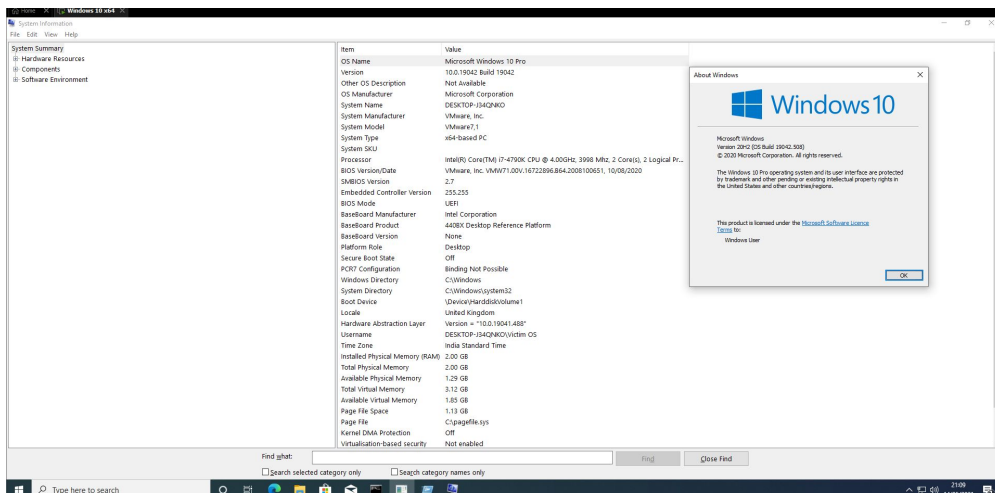 Home X Windows 10 x64 X
System Information
File Edit View Help
System Summary
Hardware Resources
Components
Software Environment
Item Value
OS Name Microsoft Windows 10 Pro
Version 10.0.19042 Build 19042
Other OS Description Not Available
OS Manufacturer Microsoft Corporation
System Name DESKTOP-J34QNKO
System Manufacturer VMware, Inc.
System Model VMware7,1
System Type x64-based PC
System SKU
Processor Intel(R) Core(TM) i7-4790K CPU @ 4.00GHz, 3998 Mhz, 2 Core(s), 2 Logical Pr...
BIOS Version/Date VMware, Inc. VMW71.00V.16722896.B64.2008100651, 10/08/2020
SMBIOS Version 2.7
Embedded Controller Version 255.255
BIOS Mode UEFI
BaseBoard Manufacturer Intel Corporation
BaseBoard Product 440BX Desktop Reference Platform
BaseBoard Version None
Platform Role Desktop
Secure Boot State Off
PCR7 Configuration Binding Not Possible
Windows Directory C:\Windows
System Directory C:\Windows\system32
Boot Device \Device\HarddiskVolume1
Locale United Kingdom
Hardware Abstraction Layer Version = "10.0.19041.488"
Username DESKTOP-J34QNKO\Victim OS
Time Zone India Standard Time
Installed Physical Memory (RAM) 2.00 GB
Total Physical Memory 2.00 GB
Available Physical Memory 1.29 GB
Total Virtual Memory 3.12 GB
Available Virtual Memory 1.85 GB
Page File Space 1.13 GB
Page File C:\pagefile.sys
Kernel DMA Protection Off
Virtualisation-based security Not enabled
About Windows
Windows 10
Microsoft Windows
Version 20H2 (OS Build 19042.508)
© 2020 Microsoft Corporation. All rights reserved.
The Windows 10 Pro operating system and its user interface are protected
by trademark and other pending or existing intellectual property rights in
the United States and other countries/regions.
This product is licensed under the Microsoft Software Licence
Terms to:
Windows User
OK
Find what: Find Close Find
Search selected category only Search category names only
Type here to search
21:09